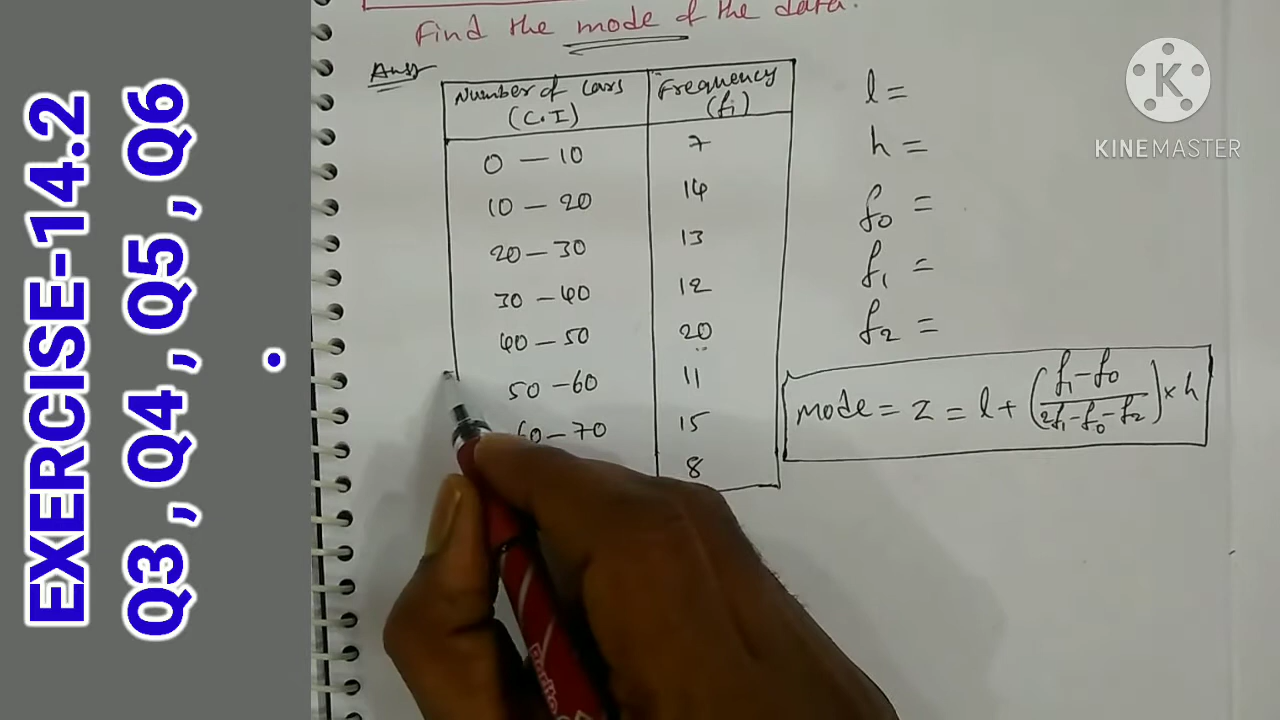 EXERCISE-14.2
Q3 , Q4 , Q5 , Q6
.
Find the mode of the data.
Ans
Number of Cars (C.I) Frequency (fi)
0 — 10 7
10 — 20 14
20 — 30 13
30 — 40 12
40 — 50 20
50 — 60 11
60 — 70 15
8
l =
h =
f0 =
f1 =
f2 =
mode = z = l + (f1 - f0 / 2f1 - f0 - f2) × h
K
KINEMASTER